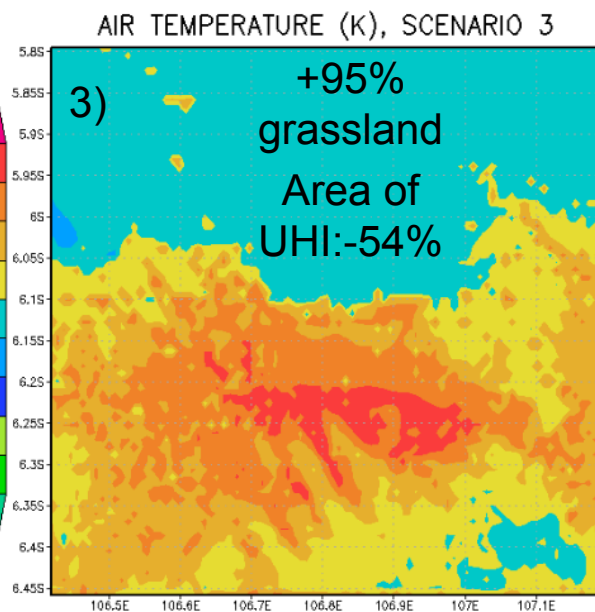 AIR TEMPERATURE (K), SCENARIO 3
3)
+95%
grassland
Area of
UHI:-54%
5.8S
5.85S
5.9S
5.95S
6S
6.05S
6.1S
6.15S
6.2S
6.25S
6.3S
6.35S
6.4S
6.45S
106.5E 106.6E 106.7E 106.8E 106.9E 107E 107.1E